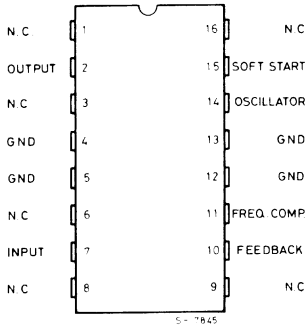 N.C. 1 16 N.C
OUTPUT 2 15 SOFT START
N.C 3 14 OSCILLATOR
GND 4 13 GND
GND 5 12 GND
N.C 6 11 FREQ. COMP.
INPUT 7 10 FEEDBACK
N.C 8 9 N.C
S- 7845